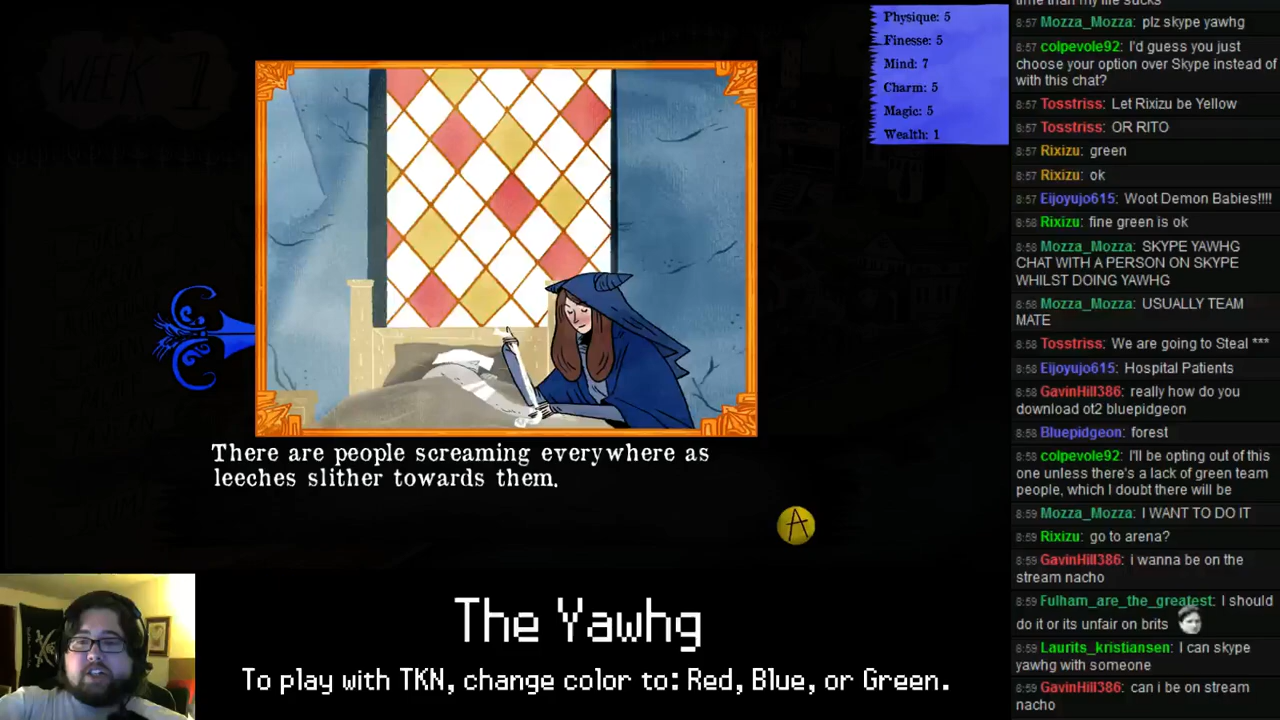 time than my life sucks
8:57 Mozza_Mozza: plz skype yawhg
8:57 colpevole92: I'd guess you just
choose your option over Skype instead of
with this chat?
8:57 Tosstriss: Let Rixizu be Yellow
8:57 Tosstriss: OR RITO
8:57 Rixizu: green
8:57 Rixizu: ok
8:57 Eijoyujo615: Woot Demon Babies!!!!
8:58 Rixizu: fine green is ok
8:58 Mozza_Mozza: SKYPE YAWHG
CHAT WITH A PERSON ON SKYPE
WHILST DOING YAWHG
8:58 Mozza_Mozza: USUALLY TEAM
MATE
8:58 Tosstriss: We are going to Steal ***
8:58 Eijoyujo615: Hospital Patients
8:58 GavinHill386: really how do you
download ot2 bluepidgeon
8:58 Bluepidgeon: forest
8:58 colpevole92: I'll be opting out of this
one unless there's a lack of green team
people, which I doubt there will be
8:59 Mozza_Mozza: I WANT TO DO IT
8:59 Rixizu: go to arena?
8:59 GavinHill386: i wanna be on the
stream nacho
8:59 Fulham_are_the_greatest: I should
do it or its unfair on brits
8:59 Laurits_kristiansen: I can skype
yawhg with someone
8:59 GavinHill386: can i be on stream
nacho
Physique: 5
Finesse: 5
Mind: 7
Charm: 5
Magic: 5
Wealth: 1
WEEK 1
There are people screaming everywhere as
leeches slither towards them.
A
The Yawhg
To play with TKN, change color to: Red, Blue, or Green.